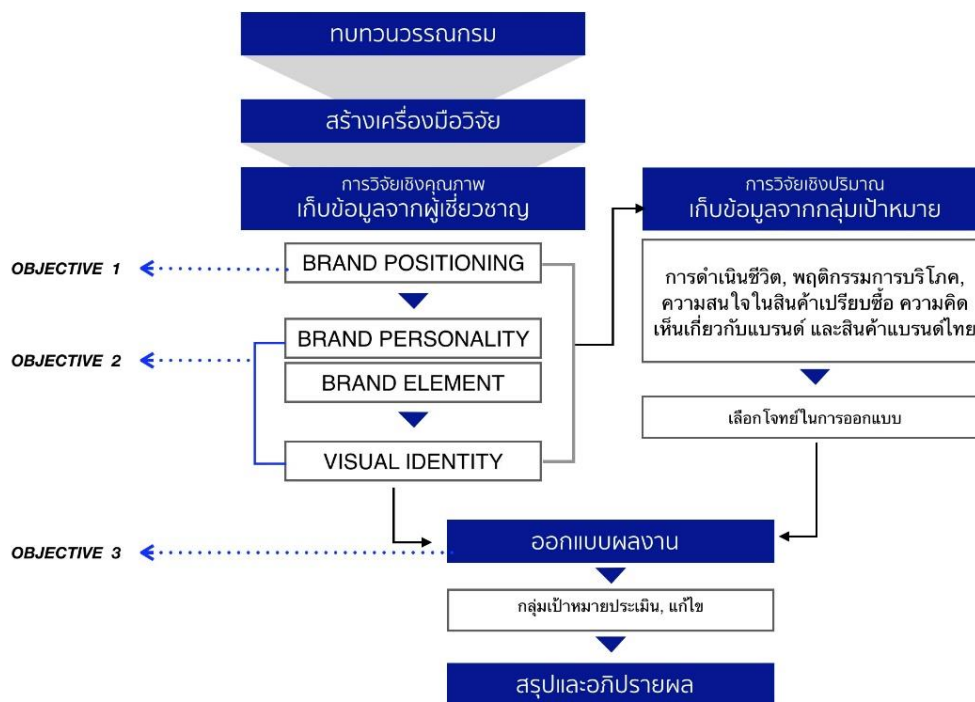 ทบทวนวรรณกรม
สร้างเครื่องมือวิจัย
การวิจัยเชิงคุณภาพ
เก็บข้อมูลจากผู้เชี่ยวชาญ
OBJECTIVE 1
BRAND POSITIONING
OBJECTIVE 2
BRAND PERSONALITY
BRAND ELEMENT
VISUAL IDENTITY
การวิจัยเชิงปริมาณ
เก็บข้อมูลจากกลุ่มเป้าหมาย
การดำเนินชีวิต, พฤติกรรมการบริโภค,
ความสนใจในสินค้าเปรียบซื้อ ความคิด
เห็นเกี่ยวกับแบรนด์ และสินค้าแบรนด์ไทย
เลือกโจทย์ในการออกแบบ
OBJECTIVE 3
ออกแบบผลงาน
กลุ่มเป้าหมายประเมิน, แก้ไข
สรุปและอภิปรายผล